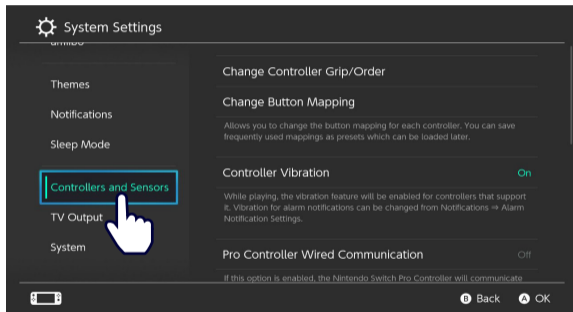 System Settings
amiibo
Themes
Notifications
Sleep Mode
Controllers and Sensors
TV Output
System
Change Controller Grip/Order
Change Button Mapping
Allows you to change the button mapping for each controller. You can save
frequently used mappings as presets which can be loaded later.
Controller Vibration On
While playing, the vibration feature will be enabled for controllers that support
it. Vibration for alarm notifications can be changed from Notifications ⇒ Alarm
Notification Settings.
Pro Controller Wired Communication Off
If this option is enabled, the Nintendo Switch Pro Controller will communicate
B Back A OK